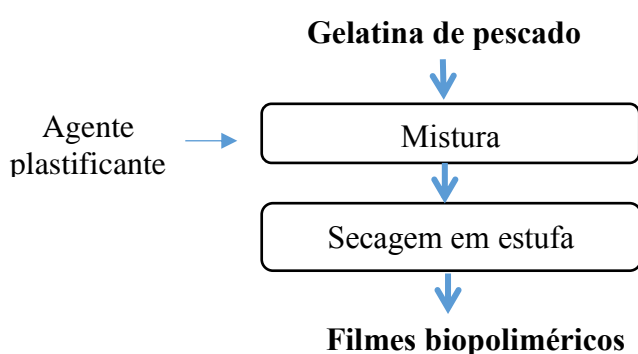 Gelatina de pescado
Agente
plastificante
Mistura
Secagem em estufa
Filmes biopoliméricos